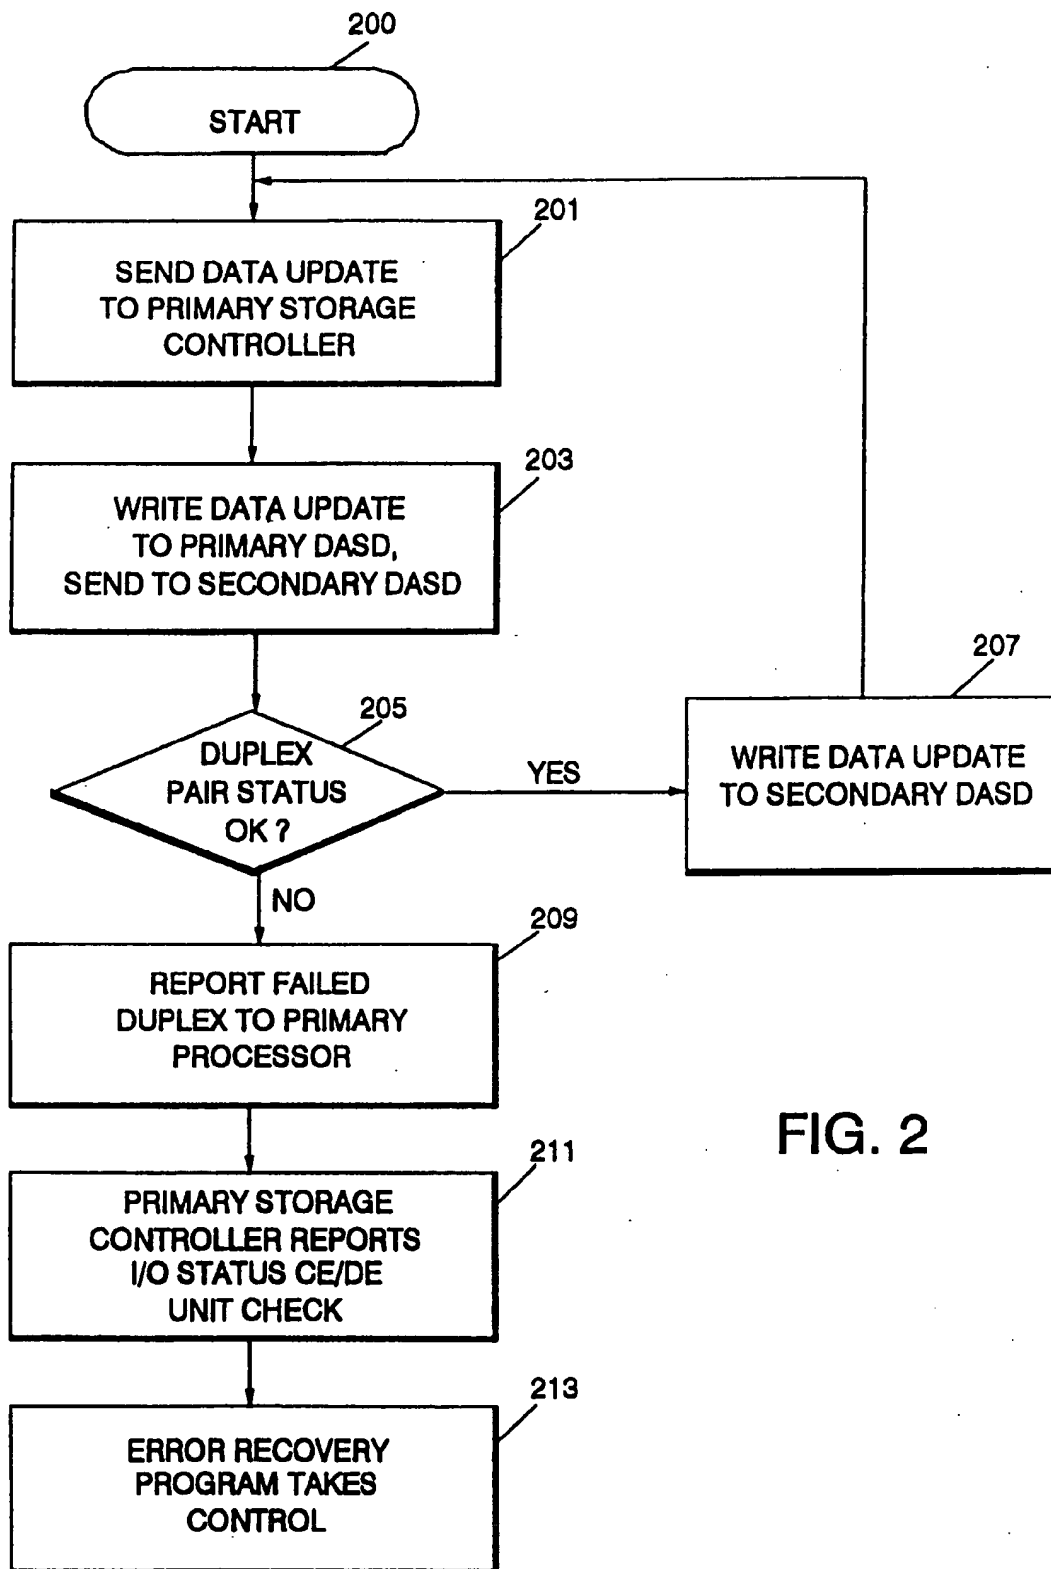 200
START
201
SEND DATA UPDATE
TO PRIMARY STORAGE
CONTROLLER
203
WRITE DATA UPDATE
TO PRIMARY DASD,
SEND TO SECONDARY DASD
205
DUPLEX
PAIR STATUS
OK ?
YES
207
WRITE DATA UPDATE
TO SECONDARY DASD
NO
209
REPORT FAILED
DUPLEX TO PRIMARY
PROCESSOR
211
PRIMARY STORAGE
CONTROLLER REPORTS
I/O STATUS CE/DE
UNIT CHECK
213
ERROR RECOVERY
PROGRAM TAKES
CONTROL
FIG. 2